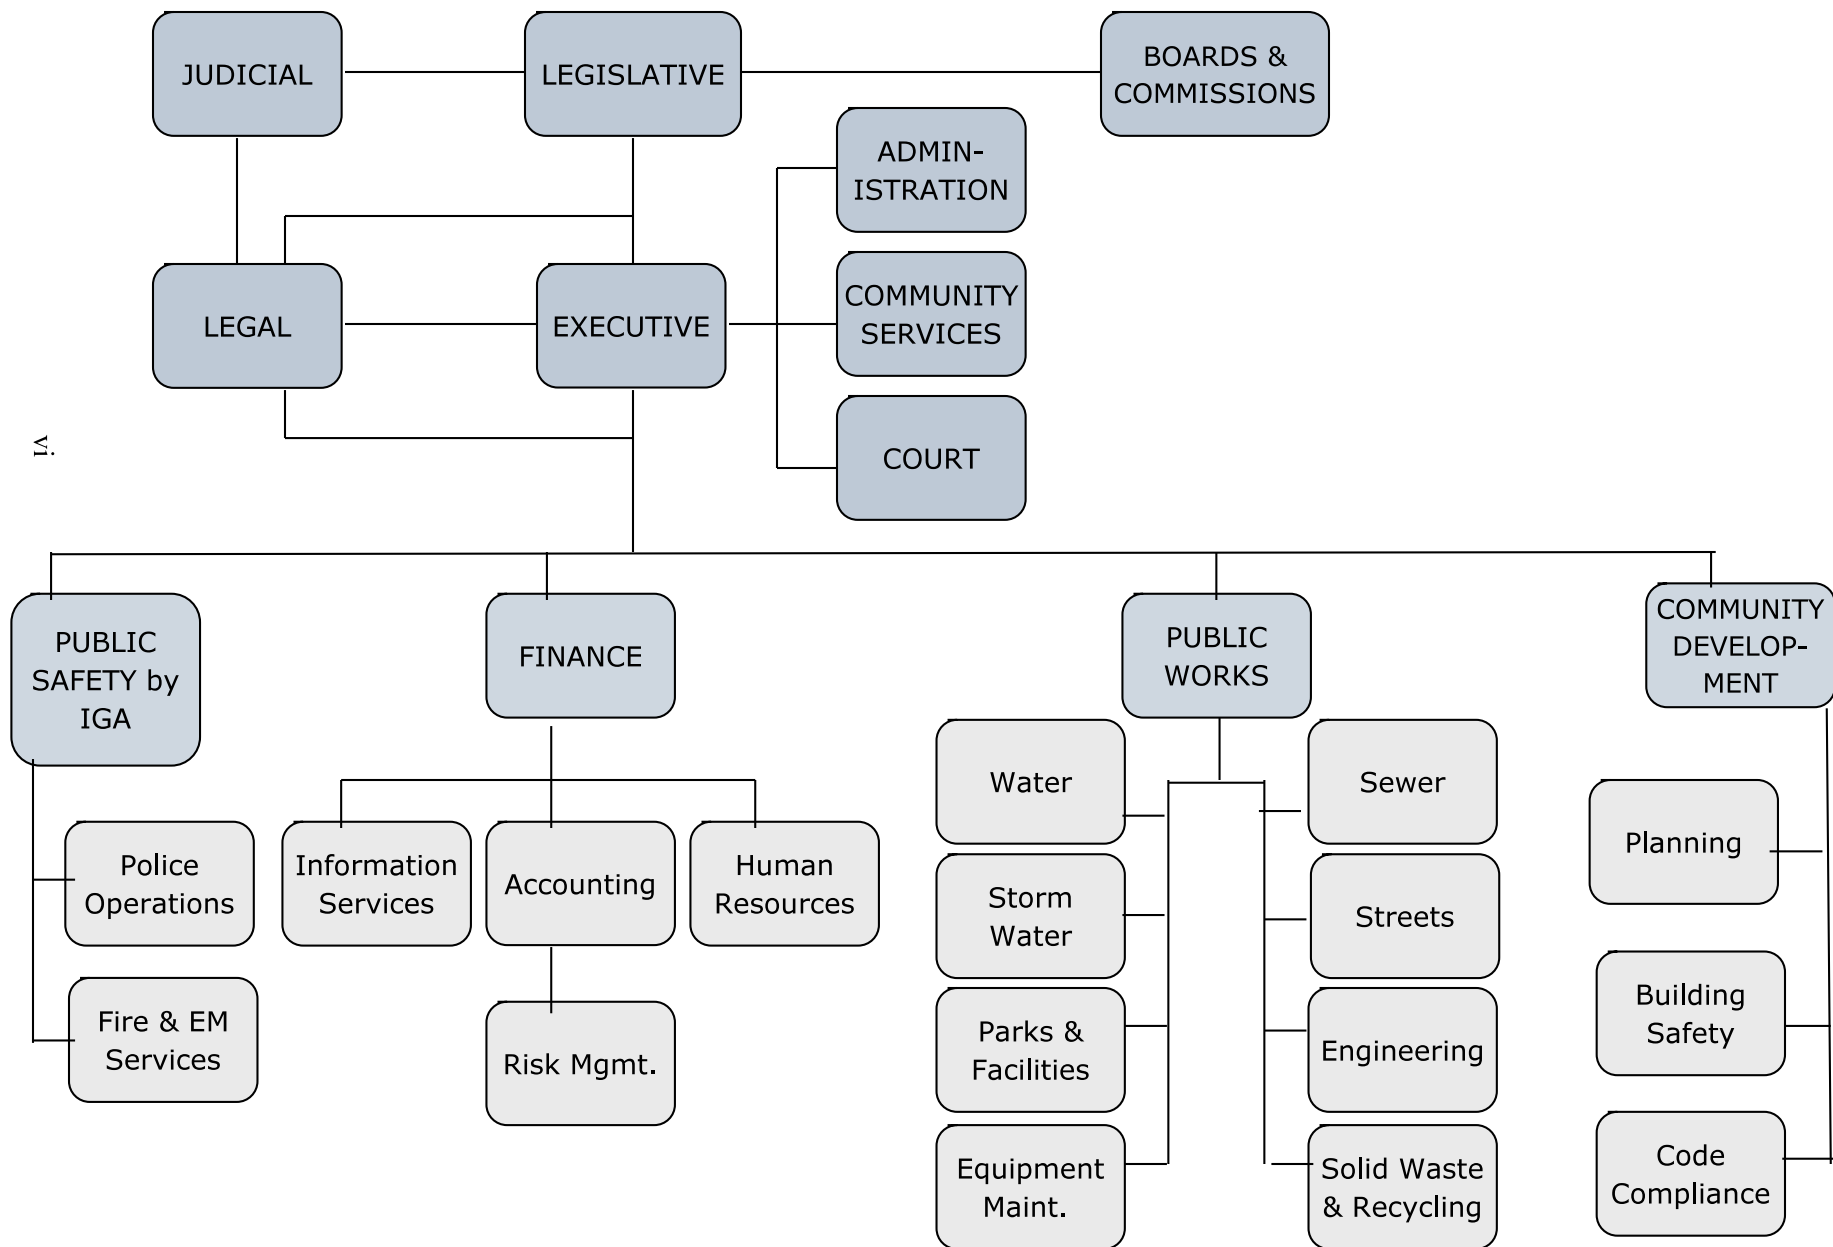 JUDICIAL
LEGISLATIVE
BOARDS &
COMMISSIONS
ADMIN-
ISTRATION
LEGAL
EXECUTIVE
COMMUNITY
SERVICES
COURT
vi
PUBLIC
SAFETY by
IGA
FINANCE
PUBLIC
WORKS
COMMUNITY
DEVELOP-
MENT
Police
Operations
Fire & EM
Services
Information
Services
Accounting
Human
Resources
Risk Mgmt.
Water
Sewer
Storm
Water
Streets
Parks &
Facilities
Engineering
Equipment
Maint.
Solid Waste
& Recycling
Planning
Building
Safety
Code
Compliance